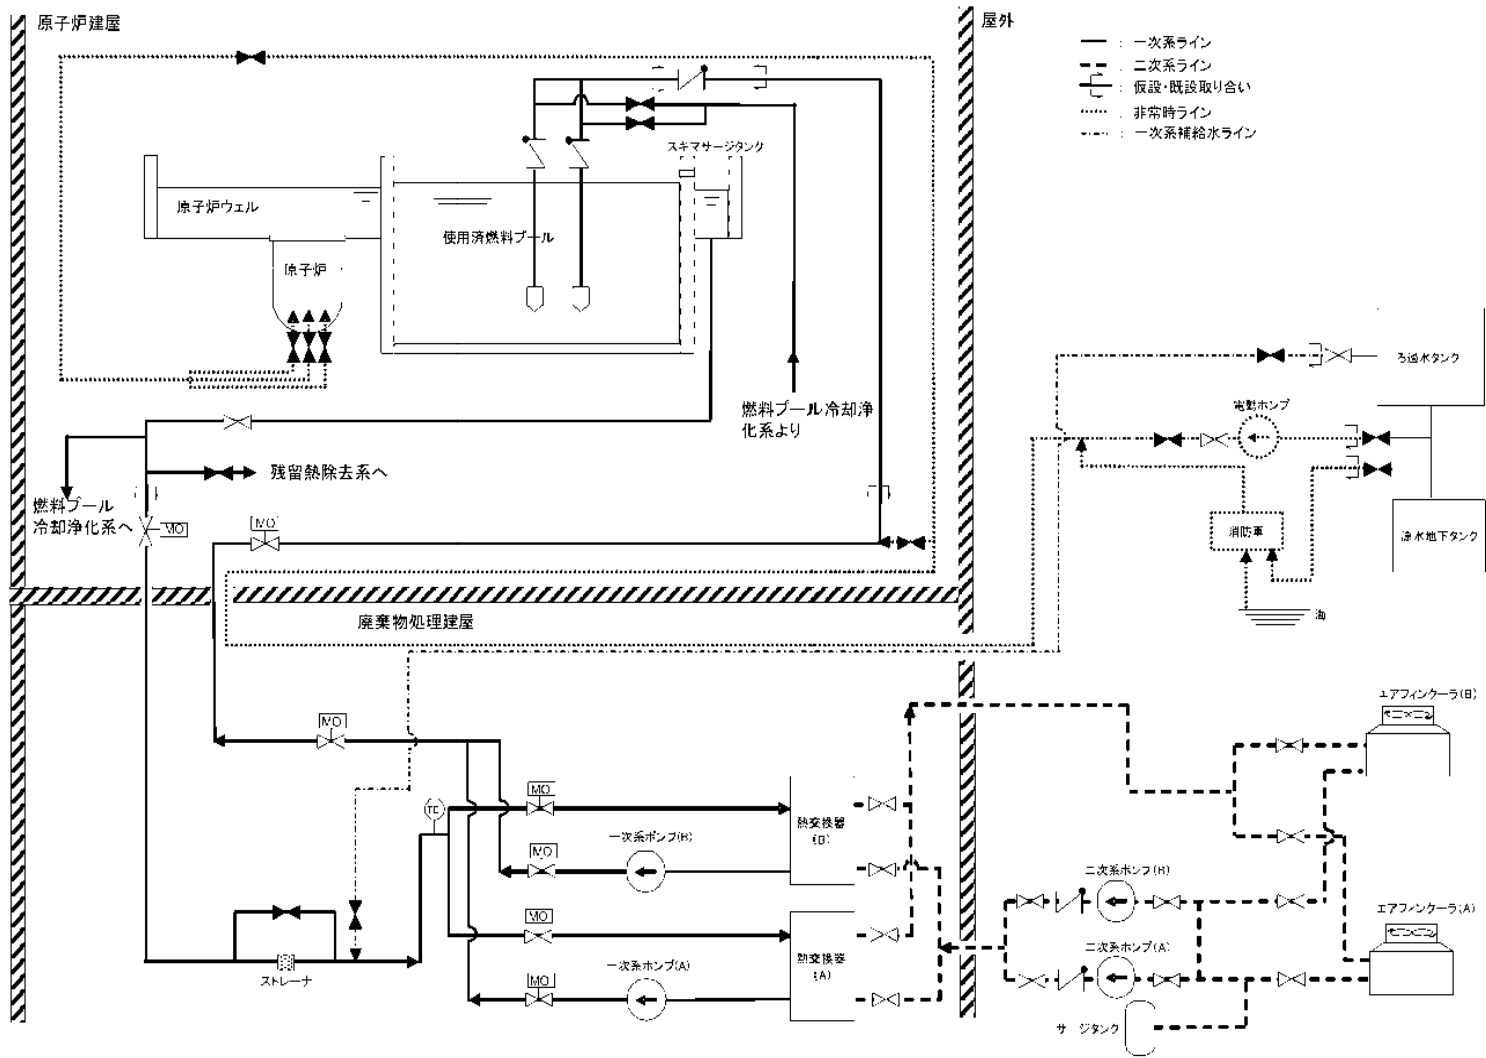 原子炉建屋
屋外
：一次系ライン
：二次系ライン
：仮設・既設取り合い
：非常時ライン
：一次系補給水ライン
スキマサージタンク
原子炉ウェル
使用済燃料プール
原子炉
ろ過水タンク
電動ポンプ
燃料プール冷却浄
化系より
残留熱除去系へ
燃料プール
冷却浄化系へ
MO
MO
消防車
原水地下タンク
海
廃棄物処理建屋
エアフィンクーラ(B)
MO
MO
TE
熱交換器
(B)
一次系ポンプ(B)
MO
二次系ポンプ(B)
エアフィンクーラ(A)
MO
二次系ポンプ(A)
熱交換器
(A)
一次系ポンプ(A)
MO
ストレーナ
サージタンク